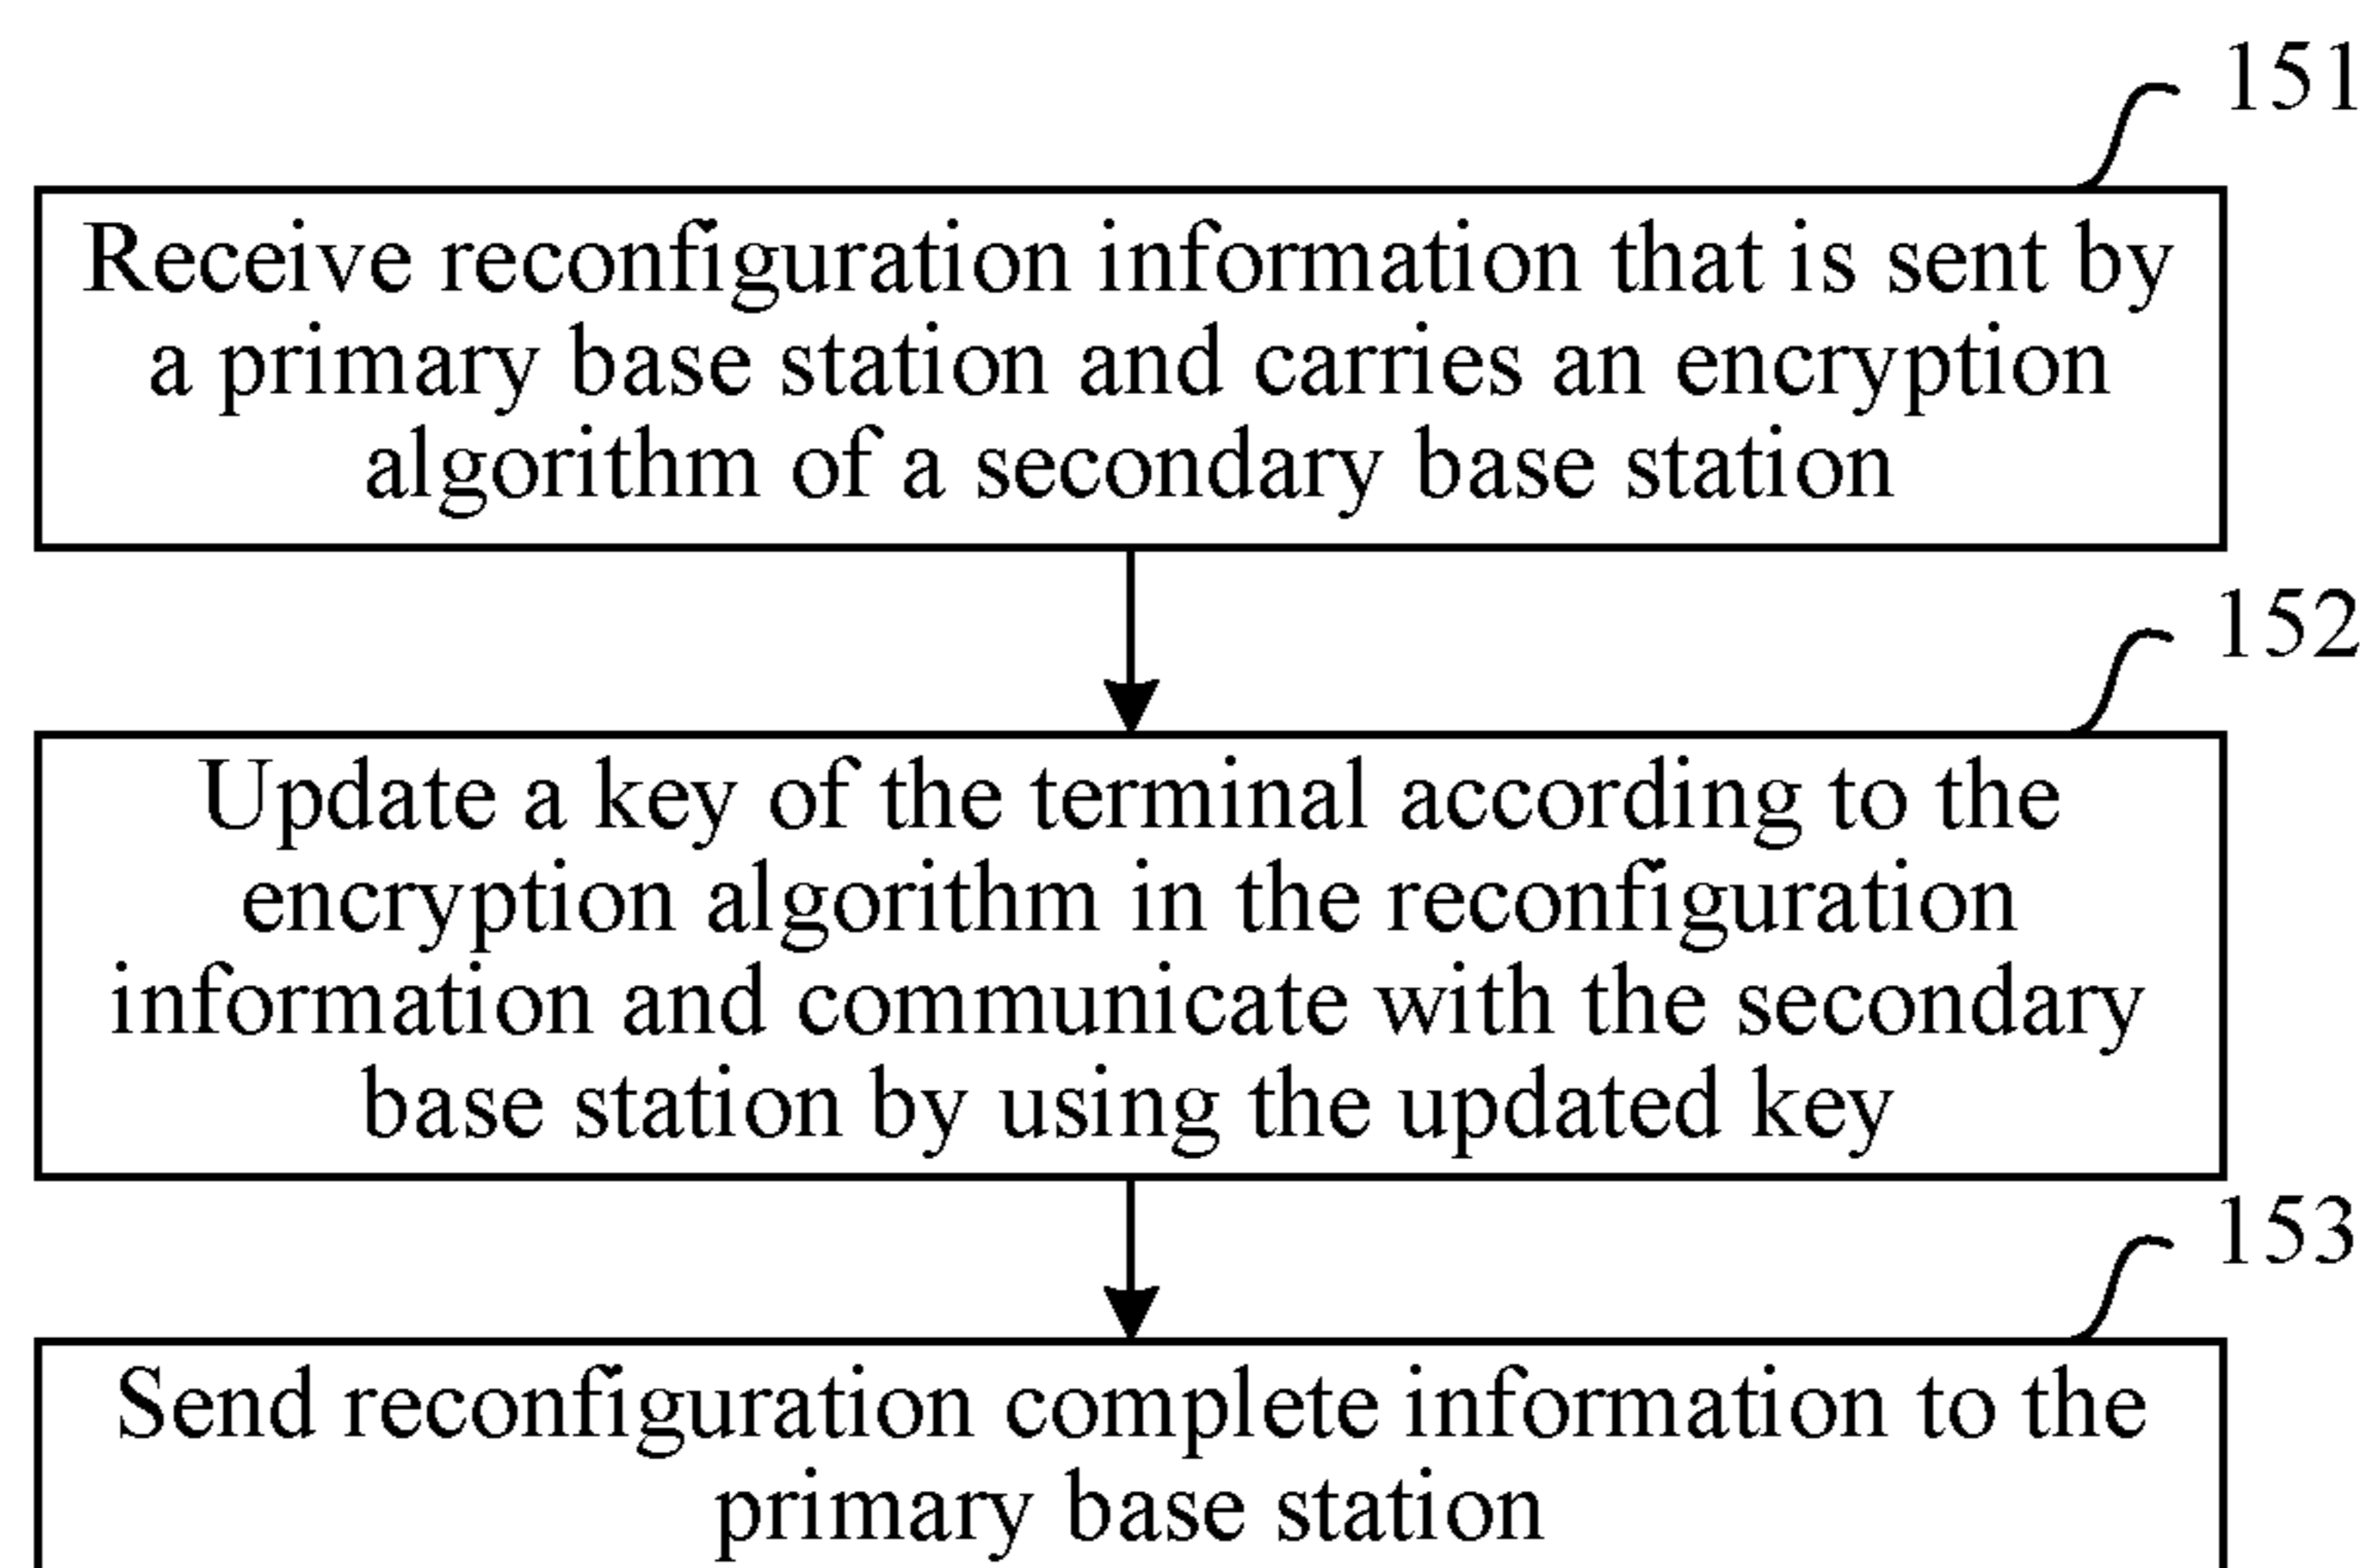 151
Receive reconfiguration information that is sent by
a primary base station and carries an encryption
algorithm of a secondary base station
152
Update a key of the terminal according to the
encryption algorithm in the reconfiguration
information and communicate with the secondary
base station by using the updated key
153
Send reconfiguration complete information to the
primary base station